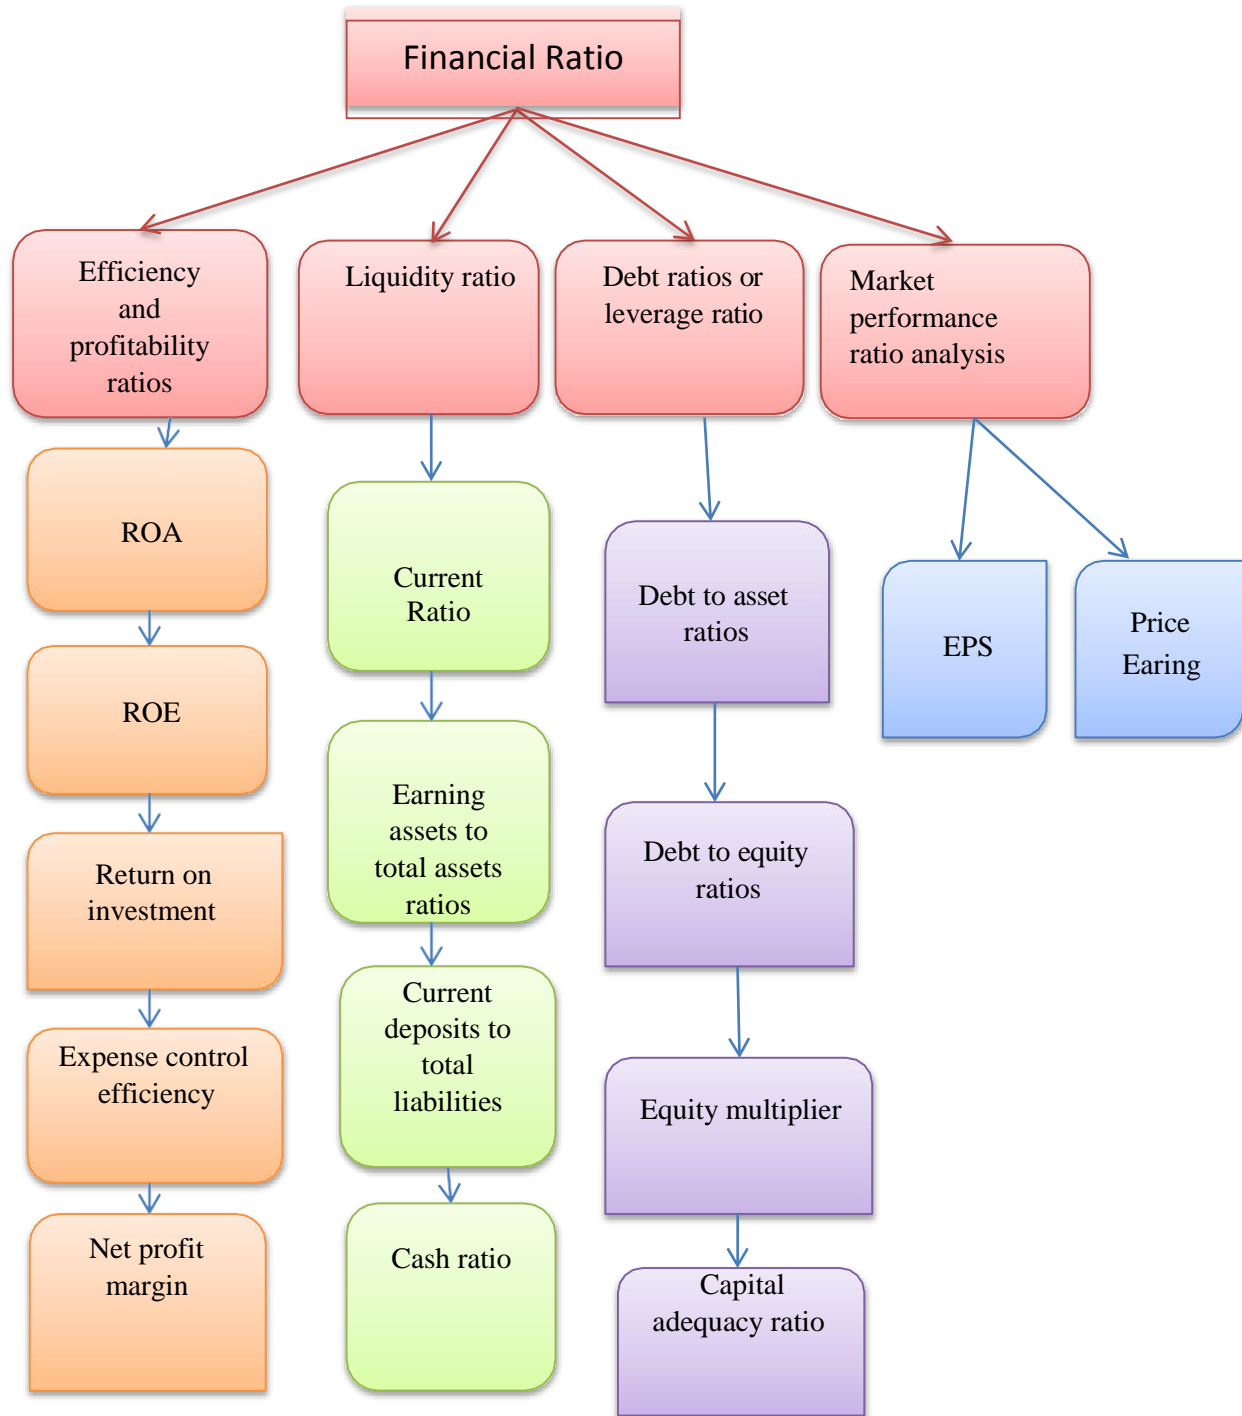 Financial Ratio
Efficiency
and
profitability
ratios
Liquidity ratio
Debt ratios or
leverage ratio
Market
performance
ratio analysis
ROA
ROE
Return on
investment
Expense control
efficiency
Net profit
margin
Current
Ratio
Earning
assets to
total assets
ratios
Current
deposits to
total
liabilities
Cash ratio
Debt to asset
ratios
Debt to equity
ratios
Equity multiplier
Capital
adequacy ratio
EPS
Price
Earing